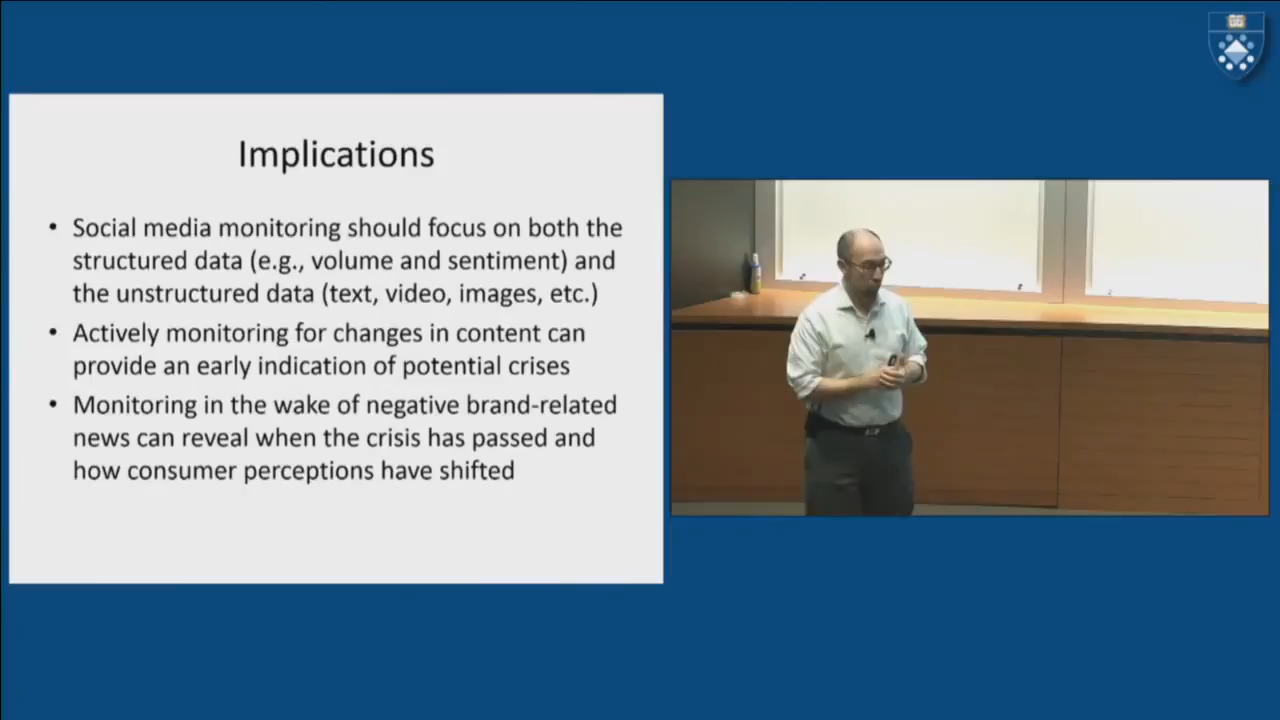 Implications
• Social media monitoring should focus on both the
structured data (e.g., volume and sentiment) and
the unstructured data (text, video, images, etc.)
• Actively monitoring for changes in content can
provide an early indication of potential crises
• Monitoring in the wake of negative brand-related
news can reveal when the crisis has passed and
how consumer perceptions have shifted